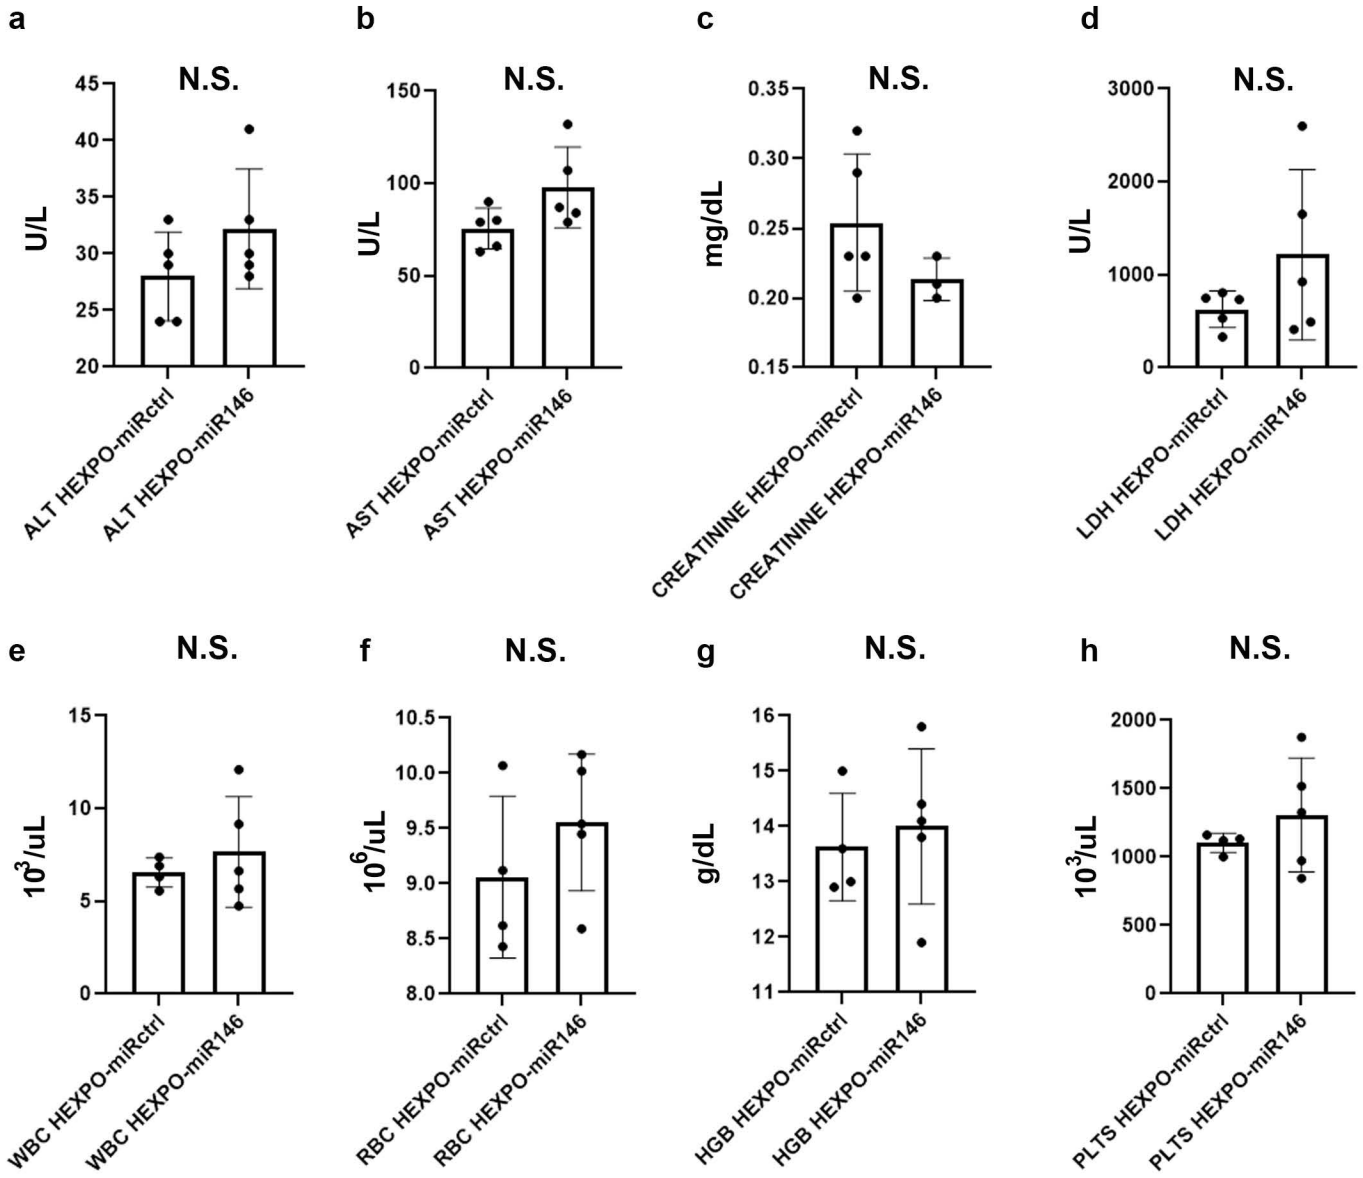 a
b
c
d
N.S.
N.S.
N.S.
N.S.
45
40
35
30
25
20
U/L
ALT HEXPO-miRctrl
ALT HEXPO-miR146
150
100
50
0
U/L
AST HEXPO-miRctrl
AST HEXPO-miR146
0.35
0.30
0.25
0.20
0.15
mg/dL
CREATININE HEXPO-miRctrl
CREATININE HEXPO-miR146
3000
2000
1000
0
U/L
LDH HEXPO-miRctrl
LDH HEXPO-miR146
e
f
g
h
N.S.
N.S.
N.S.
N.S.
15
10
5
0
10³/uL
WBC HEXPO-miRctrl
WBC HEXPO-miR146
10.5
10.0
9.5
9.0
8.5
8.0
10⁶/uL
RBC HEXPO-miRctrl
RBC HEXPO-miR146
16
15
14
13
12
11
g/dL
HGB HEXPO-miRctrl
HGB HEXPO-miR146
2000
1500
1000
500
0
10³/uL
PLTS HEXPO-miRctrl
PLTS HEXPO-miR146